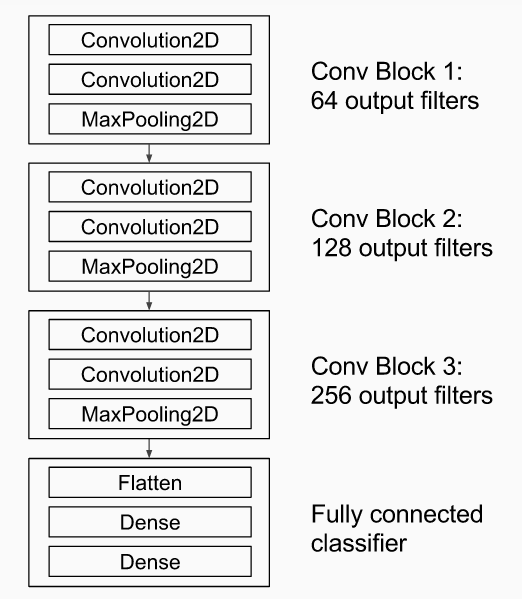 Convolution2D
Convolution2D
MaxPooling2D
Conv Block 1:
64 output filters
Convolution2D
Convolution2D
MaxPooling2D
Conv Block 2:
128 output filters
Convolution2D
Convolution2D
MaxPooling2D
Conv Block 3:
256 output filters
Flatten
Dense
Dense
Fully connected
classifier